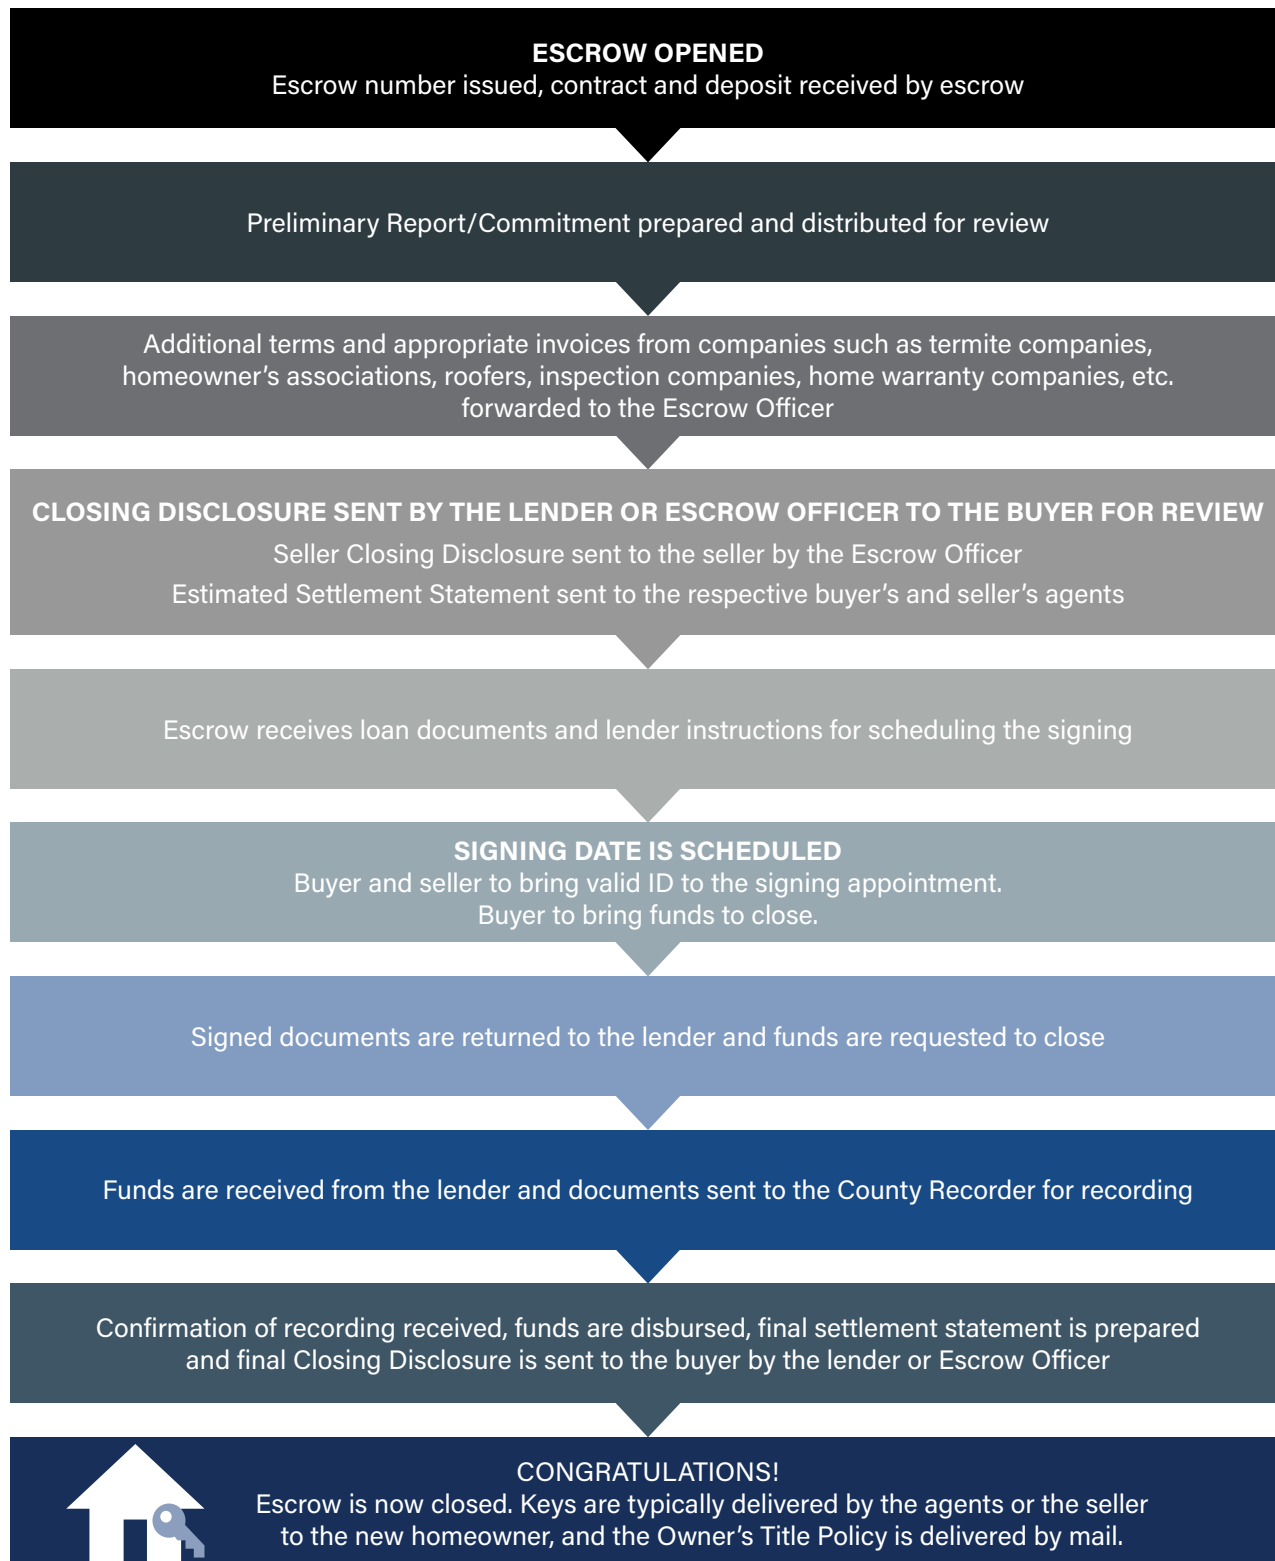 ESCROW OPENED
Escrow number issued, contract and deposit received by escrow
Preliminary Report/Commitment prepared and distributed for review
Additional terms and appropriate invoices from companies such as termite companies,
homeowner’s associations, roofers, inspection companies, home warranty companies, etc.
forwarded to the Escrow Officer
CLOSING DISCLOSURE SENT BY THE LENDER OR ESCROW OFFICER TO THE BUYER FOR REVIEW
Seller Closing Disclosure sent to the seller by the Escrow Officer
Estimated Settlement Statement sent to the respective buyer’s and seller’s agents
Escrow receives loan documents and lender instructions for scheduling the signing
SIGNING DATE IS SCHEDULED
Buyer and seller to bring valid ID to the signing appointment.
Buyer to bring funds to close.
Signed documents are returned to the lender and funds are requested to close
Funds are received from the lender and documents sent to the County Recorder for recording
Confirmation of recording received, funds are disbursed, final settlement statement is prepared
and final Closing Disclosure is sent to the buyer by the lender or Escrow Officer
CONGRATULATIONS!
Escrow is now closed. Keys are typically delivered by the agents or the seller
to the new homeowner, and the Owner’s Title Policy is delivered by mail.